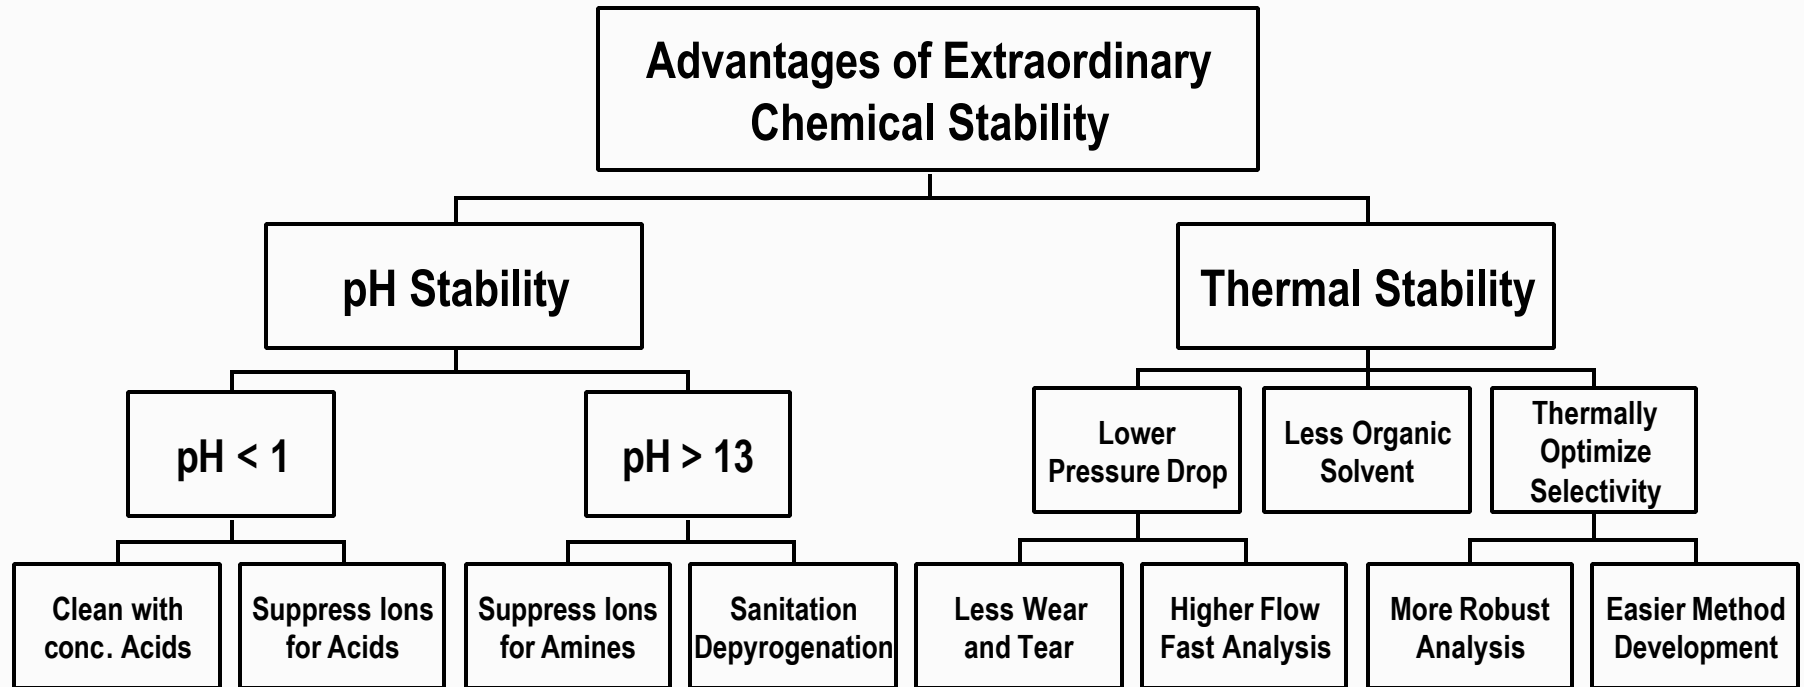 Advantages of Extraordinary
Chemical Stability
pH Stability
Thermal Stability
pH < 1
pH > 13
Lower
Pressure Drop
Less Organic
Solvent
Thermally
Optimize
Selectivity
Clean with
conc. Acids
Suppress Ions
for Acids
Suppress Ions
for Amines
Sanitation
Depyrogenation
Less Wear
and Tear
Higher Flow
Fast Analysis
More Robust
Analysis
Easier Method
Development